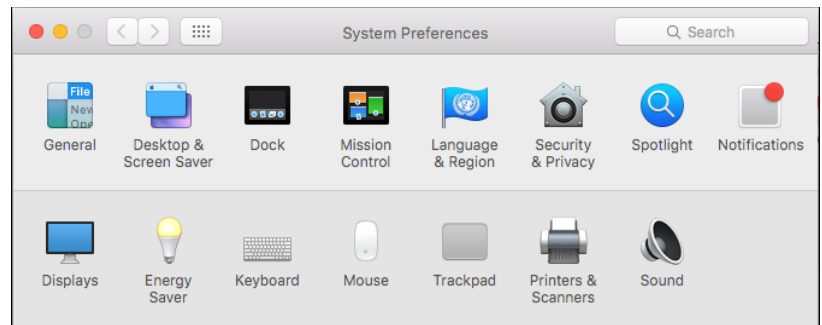 System Preferences
Search
File
New
Ope
General
Desktop &
Screen Saver
Dock
Mission
Control
Language
& Region
Security
& Privacy
Spotlight
Notifications
Displays
Energy
Saver
Keyboard
Mouse
Trackpad
Printers &
Scanners
Sound